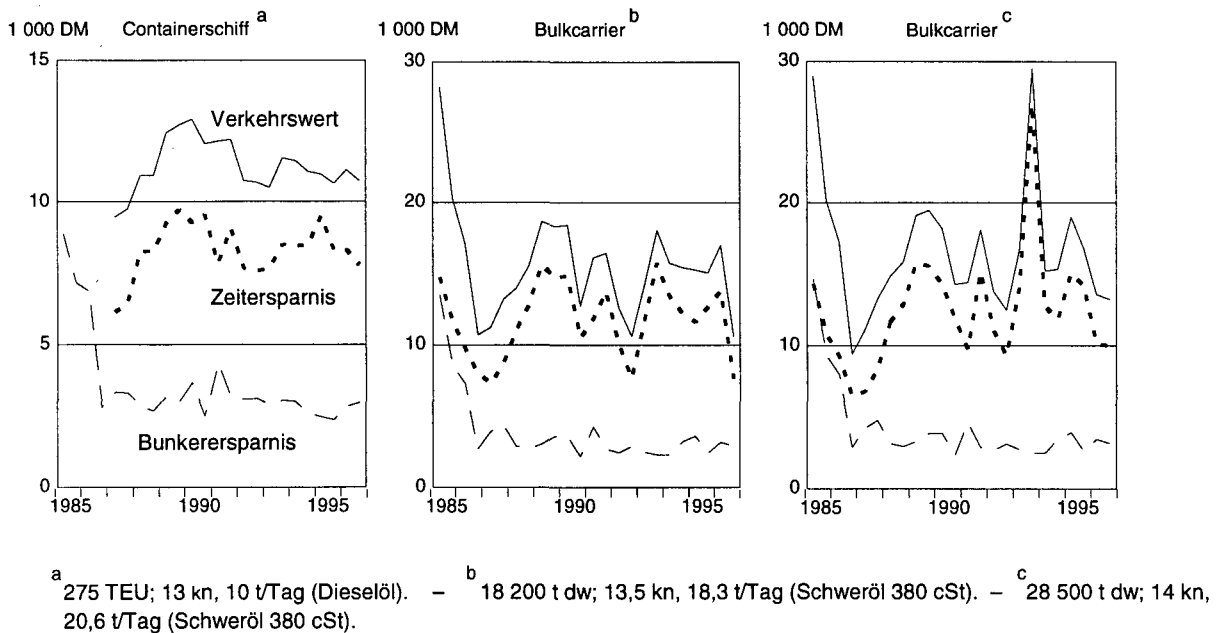 1 000 DM Containerschiff a
15
10
5
0
Verkehrswert
Zeitersparnis
Bunkerersparnis
1985 1990 1995
1 000 DM Bulkcarrier b
30
20
10
0
1985 1990 1995
1 000 DM Bulkcarrier c
30
20
10
0
1985 1990 1995
a 275 TEU; 13 kn, 10 t/Tag (Dieselöl). – b 18 200 t dw; 13,5 kn, 18,3 t/Tag (Schweröl 380 cSt). – c 28 500 t dw; 14 kn,
20,6 t/Tag (Schweröl 380 cSt).